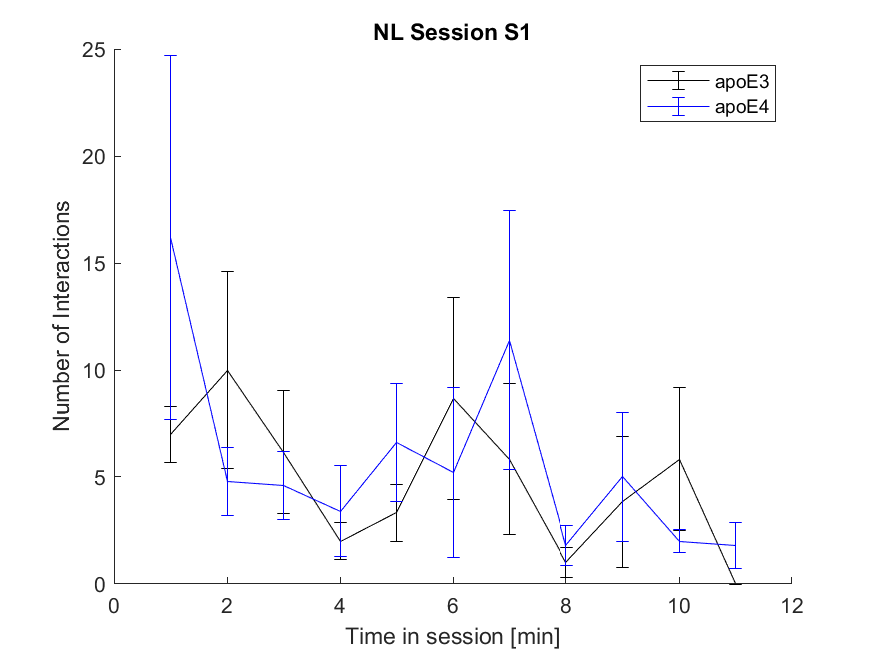 NL Session S1
apoE3
apoE4
Number of Interactions
25
20
15
10
5
0
0 2 4 6 8 10 12
Time in session [min]